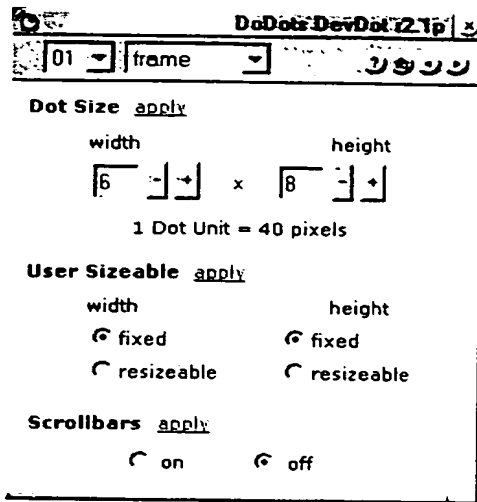 DoDots DevDot r2.1p x
01 frame ?
Dot Size apply
width height
6 - + x 8 - +
1 Dot Unit = 40 pixels
User Sizeable apply
width height
fixed fixed
resizeable resizeable
Scrollbars apply
on off